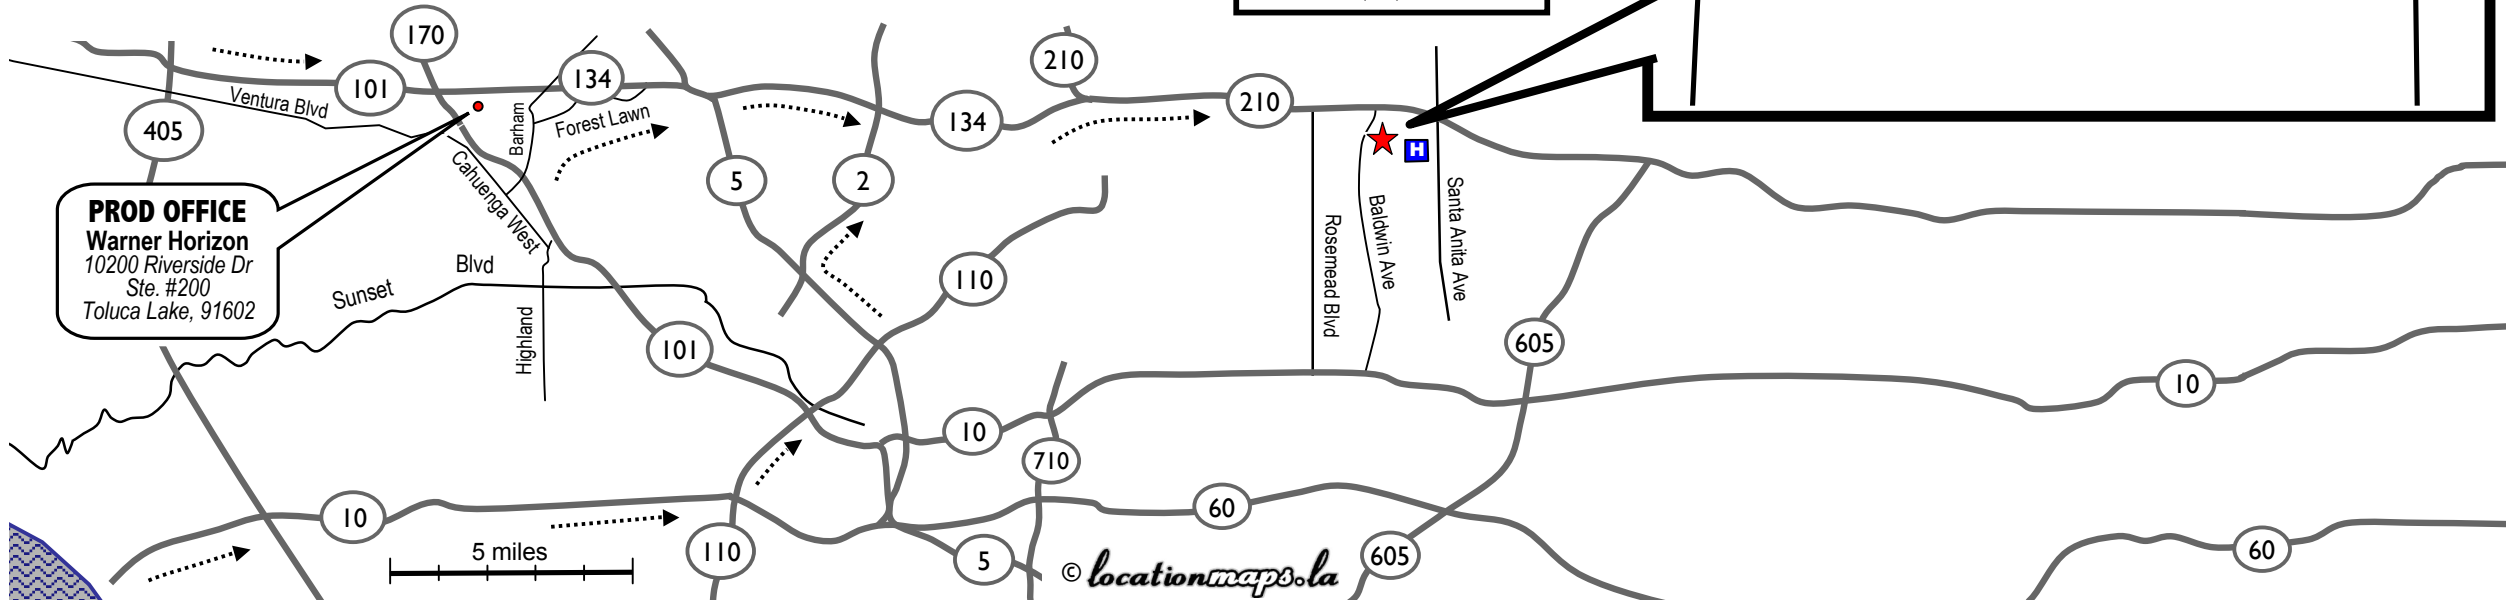 170
210
134
101
210
Ventura Blvd
405
Barham
Forest Lawn
134
H
Cahuenga West
5
2
PROD OFFICE
Warner Horizon
10200 Riverside Dr
Ste. #200
Toluca Lake, 91602
Rosemead Blvd
Baldwin Ave
Santa Anita Ave
Sunset Blvd
110
Highland
101
605
10
10
710
10
60
110
5 miles
5
605
60
© locationmaps.la